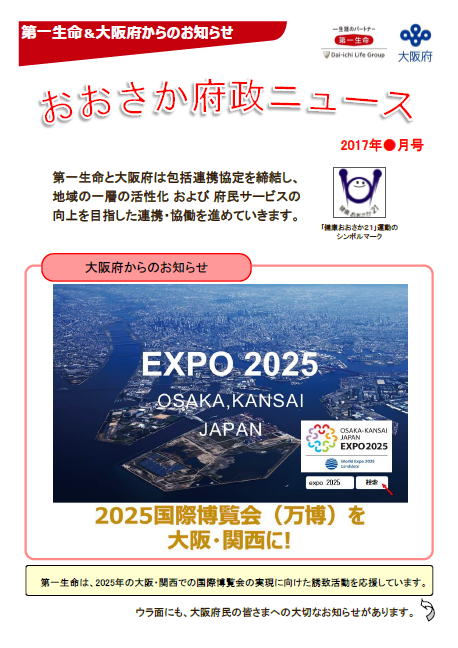 第一生命&大阪府からのお知らせ
一生涯のパートナー
第一生命
Dai-ichi Life Group
大阪府
おおさか府政ニュース
2017年●月号
第一生命と大阪府は包括連携協定を締結し、
地域の一層の活性化 および 府民サービスの
向上を目指した連携・協働を進めていきます。
健康おおさか21
「健康おおさか21」運動の
シンボルマーク
大阪府からのお知らせ
EXPO 2025
OSAKA,KANSAI
JAPAN
OSAKA-KANSAI
JAPAN
EXPO2025
World Expo 2025
Candidate
expo 2025 検索
2025国際博覧会（万博）を
大阪・関西に!
第一生命は、2025年の大阪・関西での国際博覧会の実現に向けた誘致活動を応援しています。
ウラ面にも、大阪府民の皆さまへの大切なお知らせがあります。